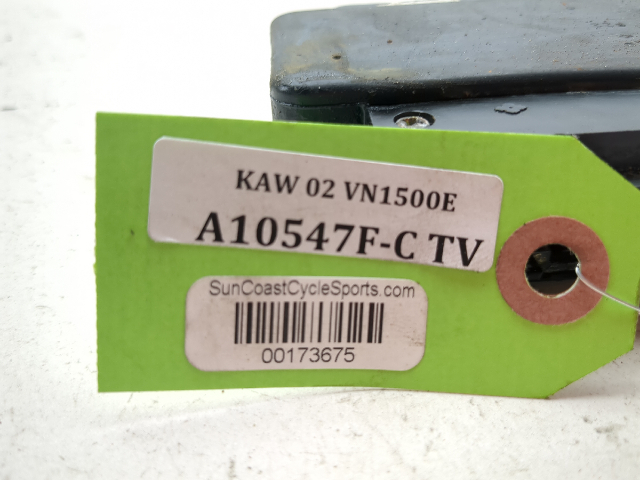 KAW 02 VN1500E
A10547F-C TV
SunCoastCycleSports.com
00173675